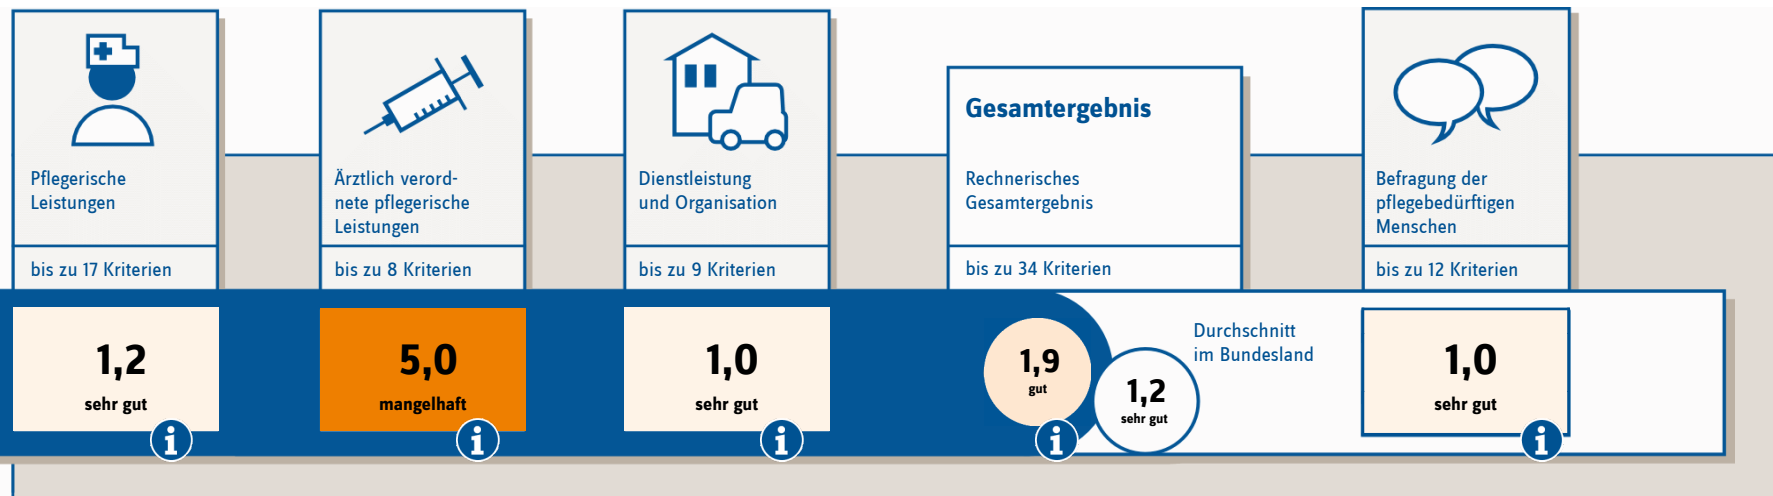 Pflegerische
Leistungen
bis zu 17 Kriterien
1,2
sehr gut
i
Ärztlich verord-
nete pflegerische
Leistungen
bis zu 8 Kriterien
5,0
mangelhaft
i
Dienstleistung
und Organisation
bis zu 9 Kriterien
1,0
sehr gut
i
Gesamtergebnis
Rechnerisches
Gesamtergebnis
bis zu 34 Kriterien
1,9
gut
i
1,2
sehr gut
Durchschnitt
im Bundesland
Befragung der
pflegebedürftigen
Menschen
bis zu 12 Kriterien
1,0
sehr gut
i